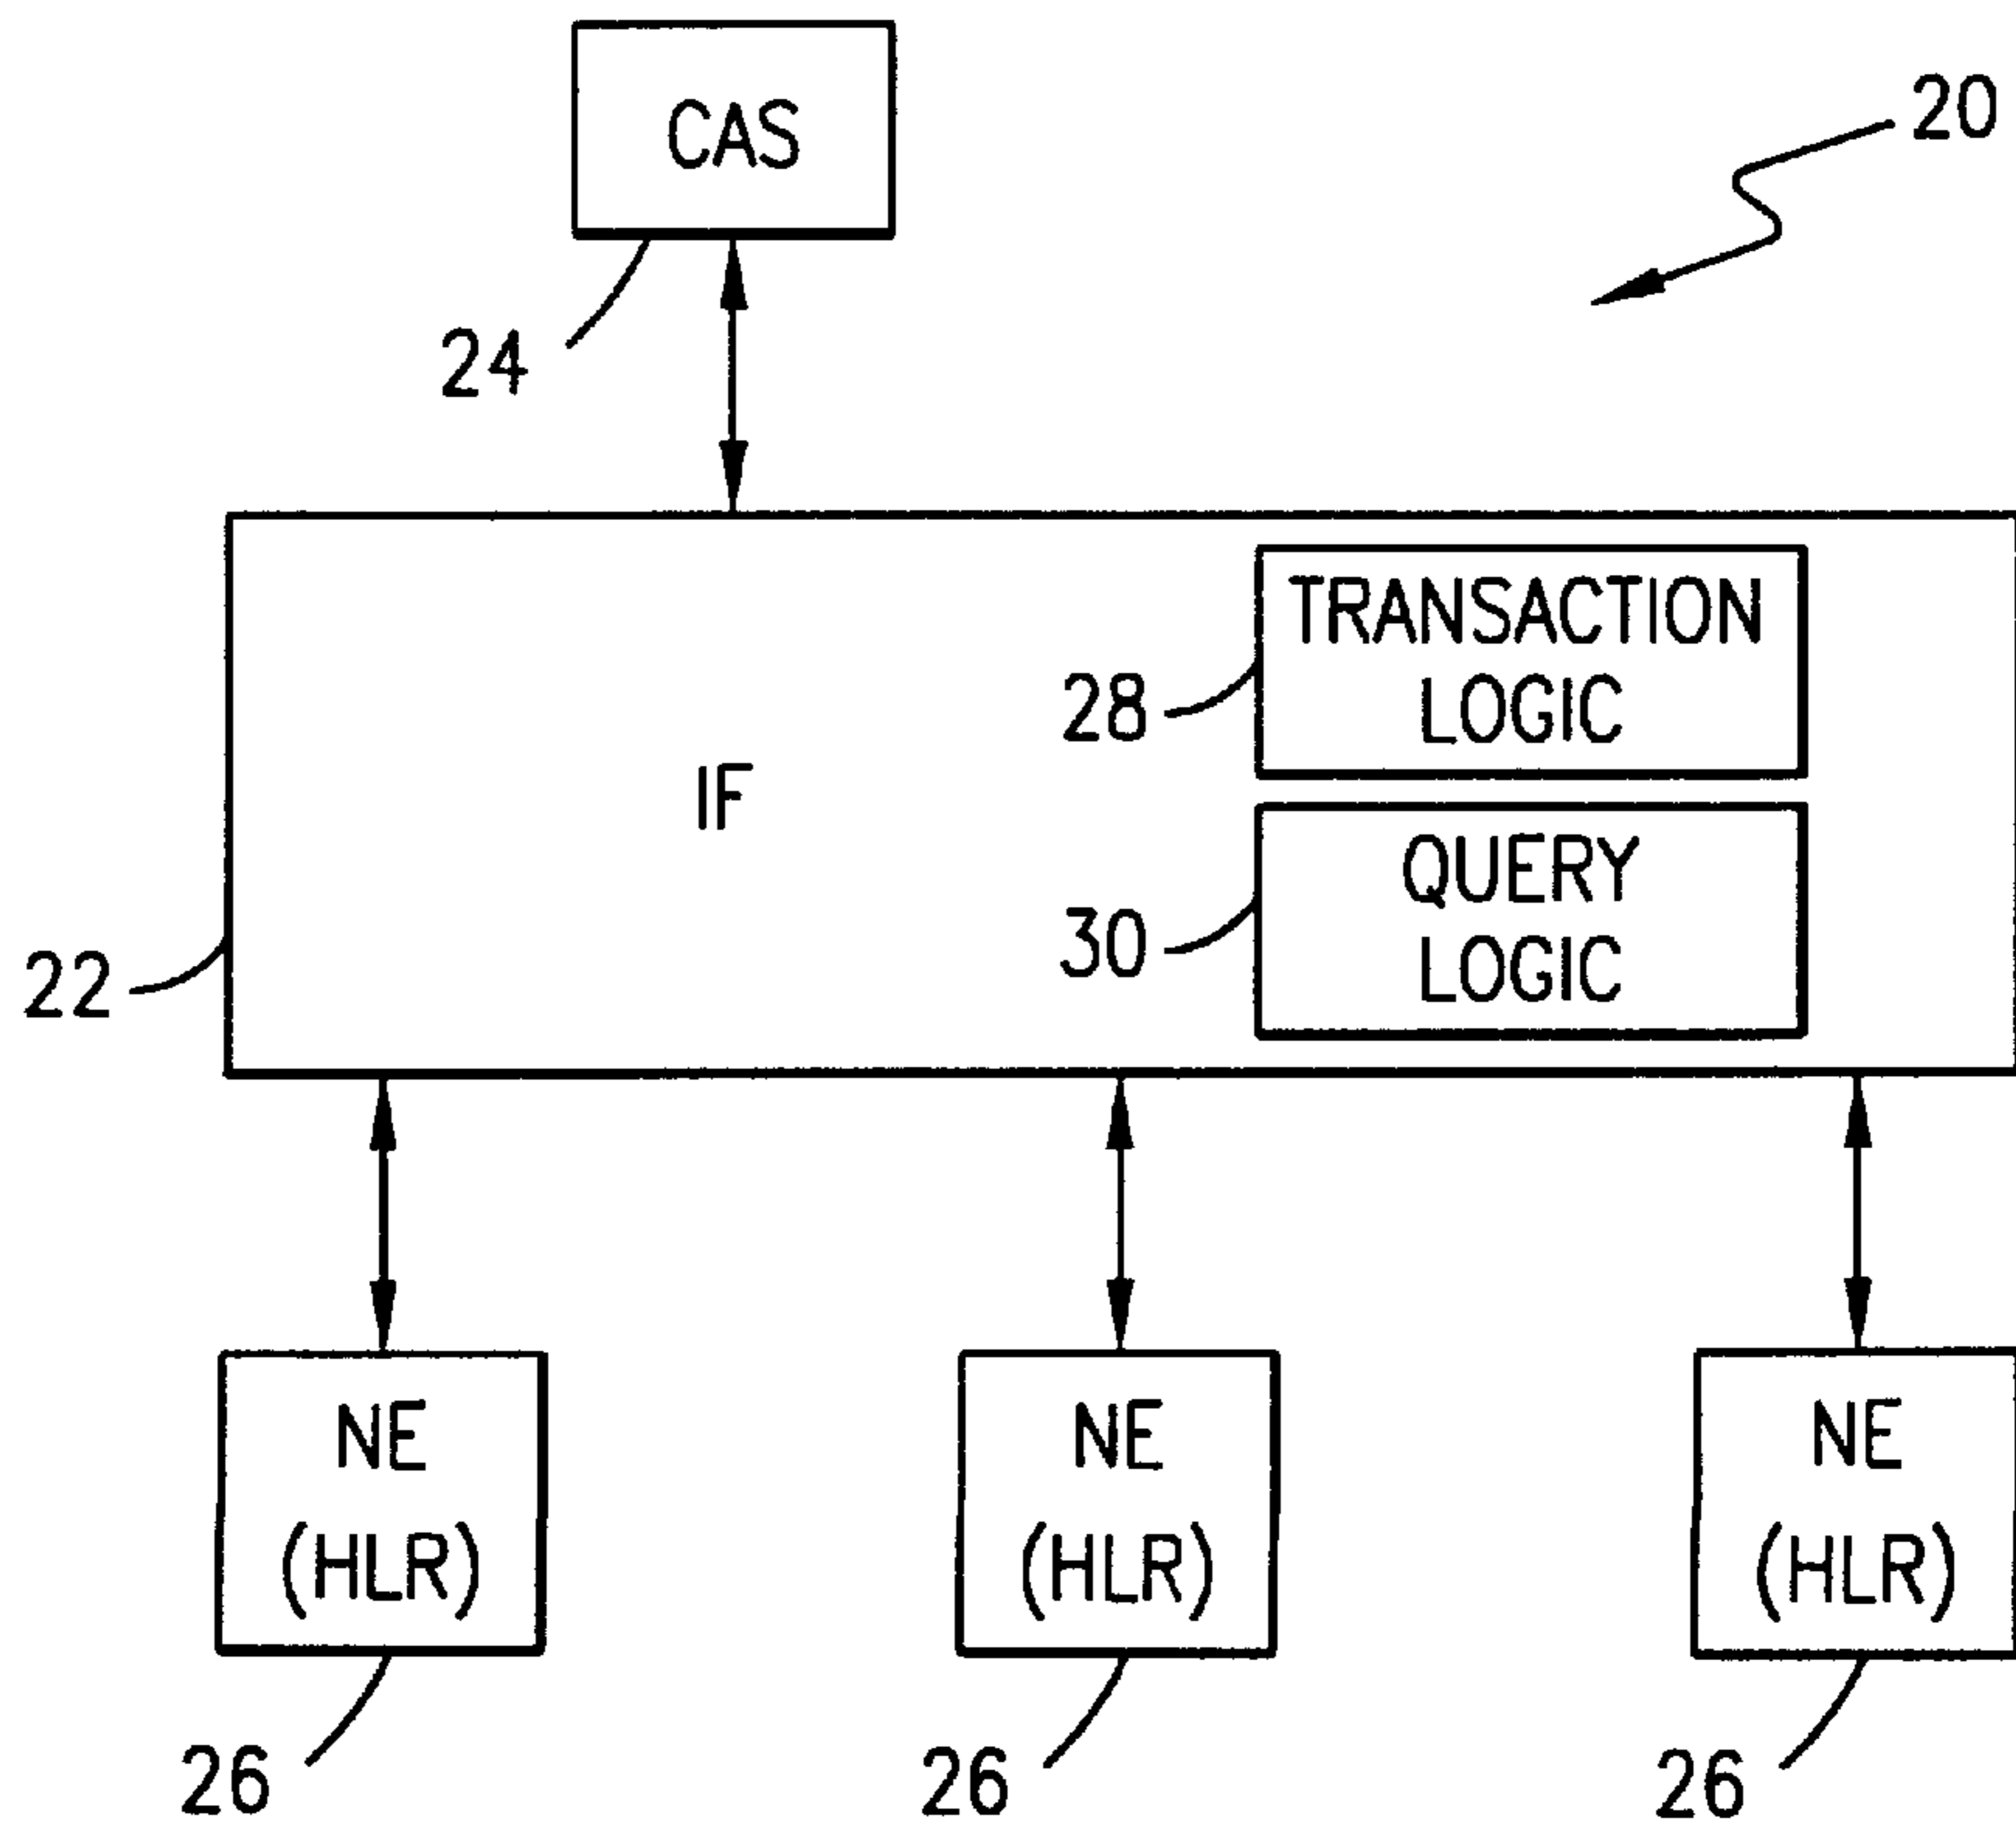 CAS
20
24
TRANSACTION
LOGIC
28
IF
QUERY
LOGIC
30
22
NE
(HLR)
NE
(HLR)
NE
(HLR)
26
26
26